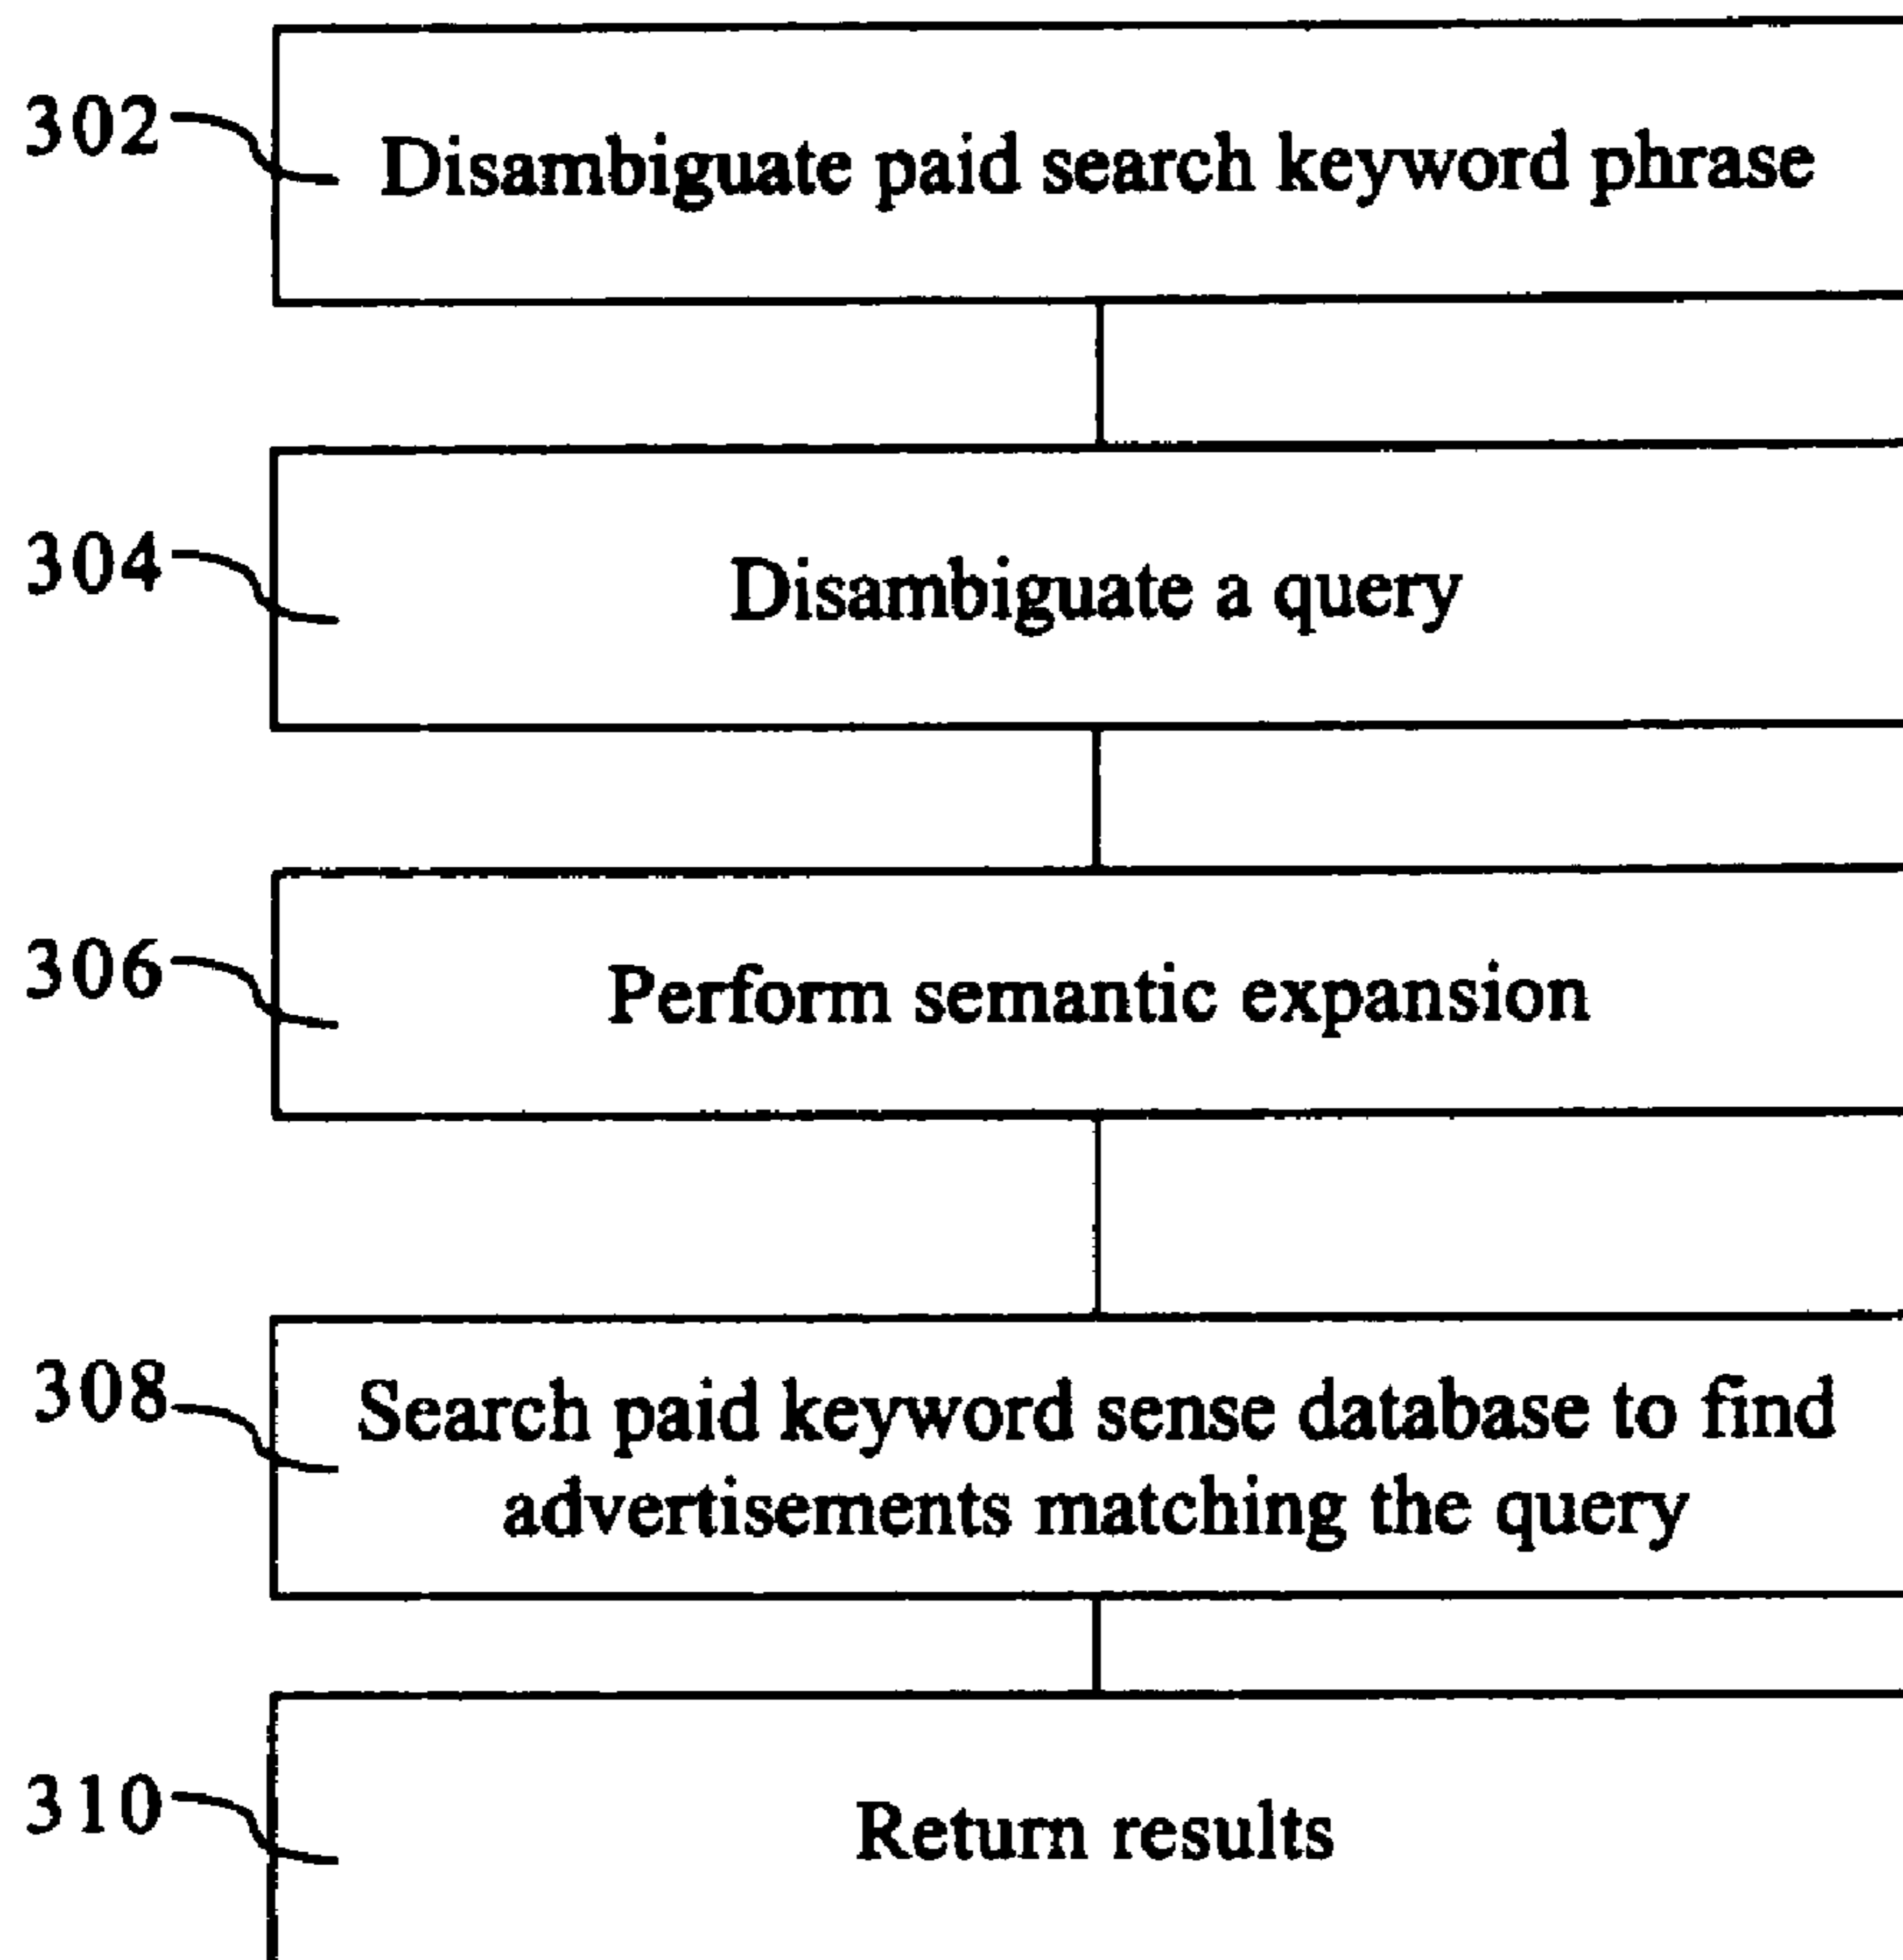 302
Disambiguate paid search keyword phrase
304
Disambiguate a query
306
Perform semantic expansion
308
Search paid keyword sense database to find
advertisements matching the query
310
Return results